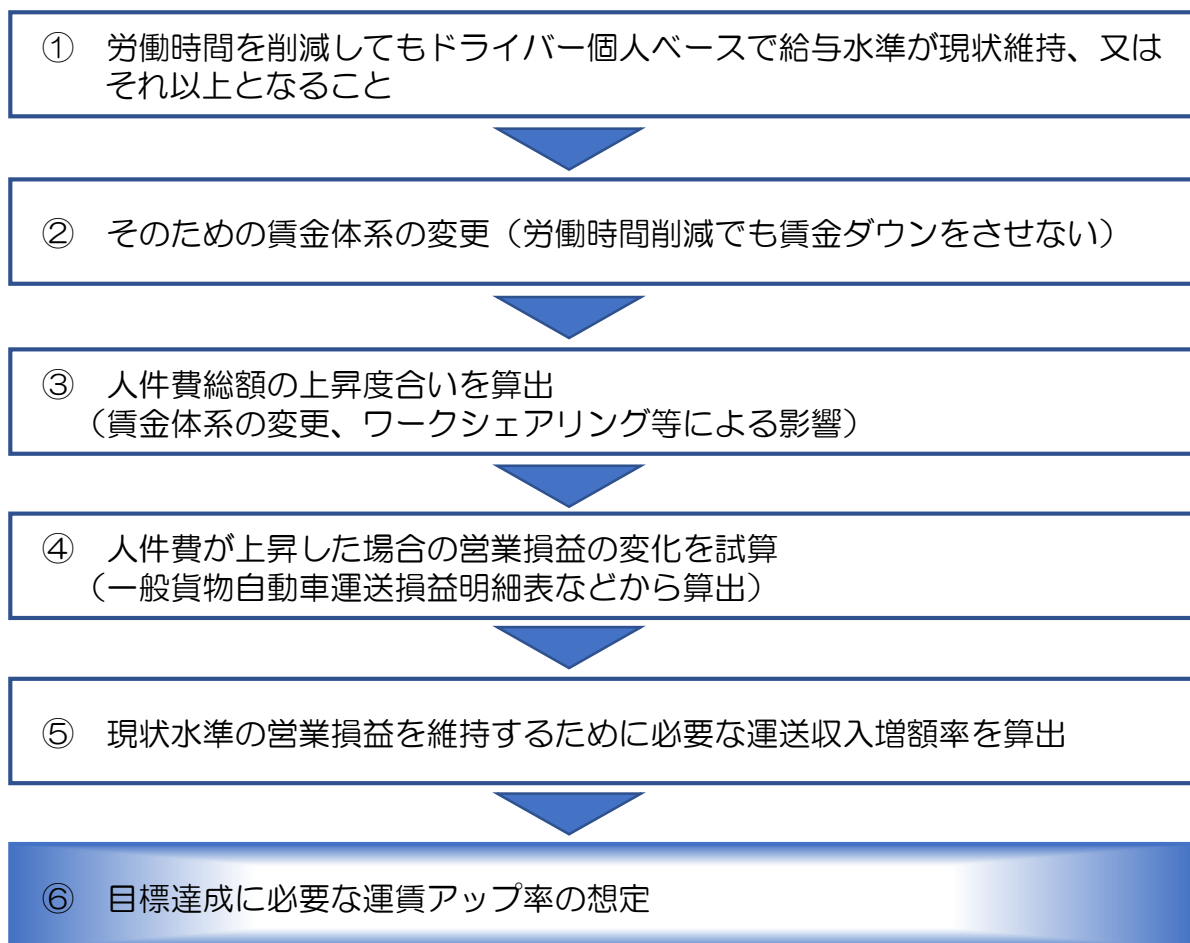 ① 労働時間を削減してもドライバー個人ベースで給与水準が現状維持、又は
それ以上となること
② そのための賃金体系の変更（労働時間削減でも賃金ダウンをさせない）
③ 人件費総額の上昇度合いを算出
（賃金体系の変更、ワークシェアリング等による影響）
④ 人件費が上昇した場合の営業損益の変化を試算
（一般貨物自動車運送損益明細表などから算出）
⑤ 現状水準の営業損益を維持するために必要な運送収入増額率を算出
⑥ 目標達成に必要な運賃アップ率の想定